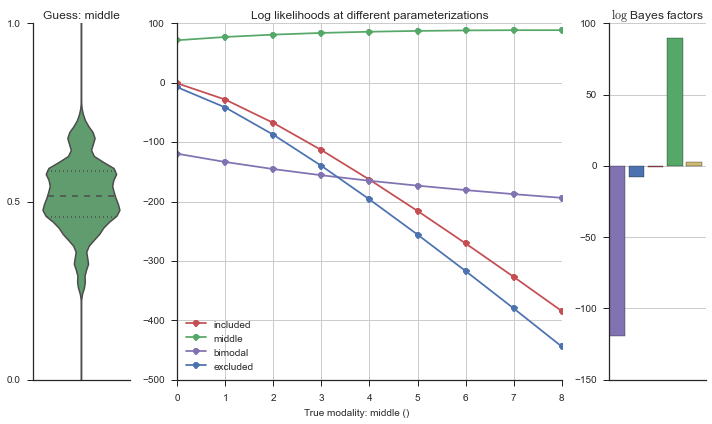 Guess: middle
1.0
0.5
0.0
Log likelihoods at different parameterizations
100
0
−100
−200
−300
−400
−500
included
middle
bimodal
excluded
0 1 2 3 4 5 6 7 8
True modality: middle ()
log Bayes factors
100
50
0
−50
−100
−150